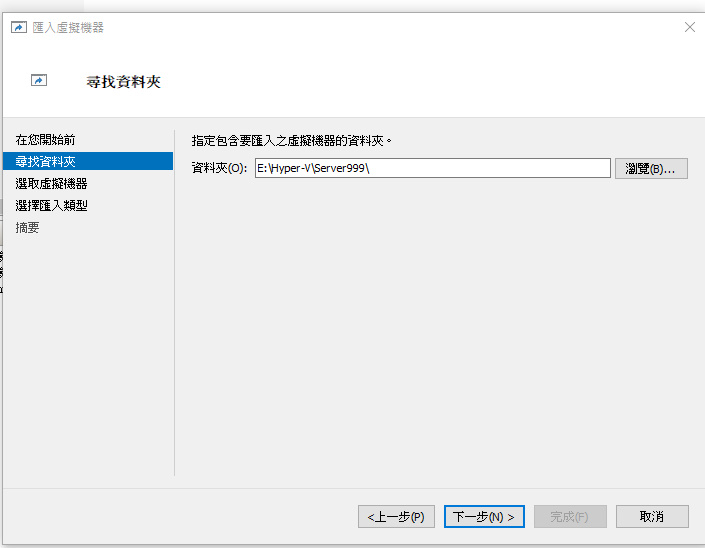 匯入虛擬機器
尋找資料夾
在您開始前
尋找資料夾
選取虛擬機器
選擇匯入類型
摘要
指定包含要匯入之虛擬機器的資料夾。
資料夾(O): E:\Hyper-V\Server999\ 瀏覽(B)...
<上一步(P) 下一步(N) > 完成(F) 取消